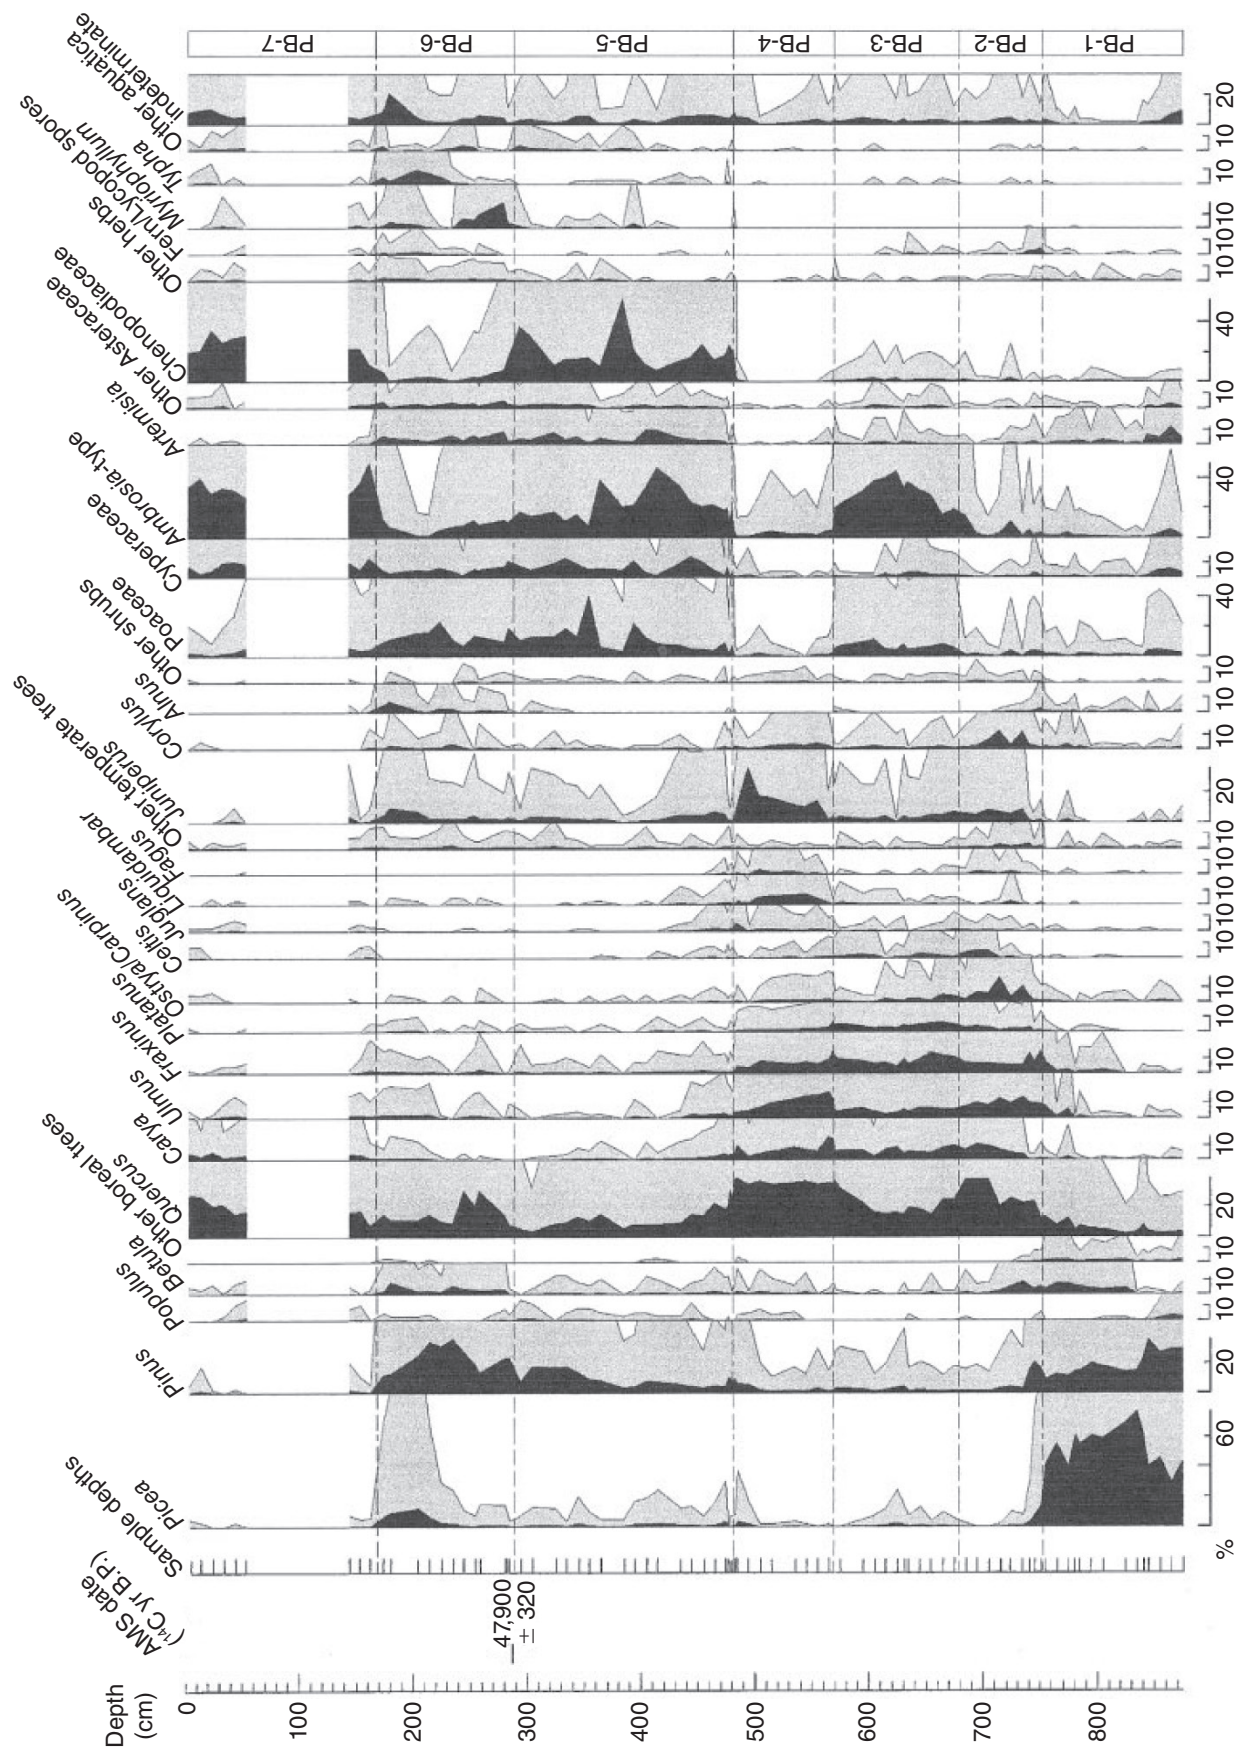 Depth
(cm)
AMS date
(¹⁴C yr B.P.)
Sample depths
Picea
Pinus
Populus
Betula
Other boreal trees
Quercus
Carya
Ulmus
Fraxinus
Platanus
Ostrya/Carpinus
Celtis
Juglans
Liquidambar
Fagus
Other temperate trees
Juniperus
Corylus
Alnus
Other shrubs
Poaceae
Cyperaceae
Ambrosia-type
Artemisia
Other Asteraceae
Chenopodiaceae
Other herbs
Fern/Lycopod spores
Myriophyllum
Typha
Other aquatica
indeterminate
0
100
200
300
400
500
600
700
800
47,900
± 320
PB-7
PB-6
PB-5
PB-4
PB-3
PB-2
PB-1
% 60 20 10 10 10 20 10 10 10 10 10 10 10 10 10 10 20 10 10 10 40 10 40 10 10 40 10 10 10 10 10 20